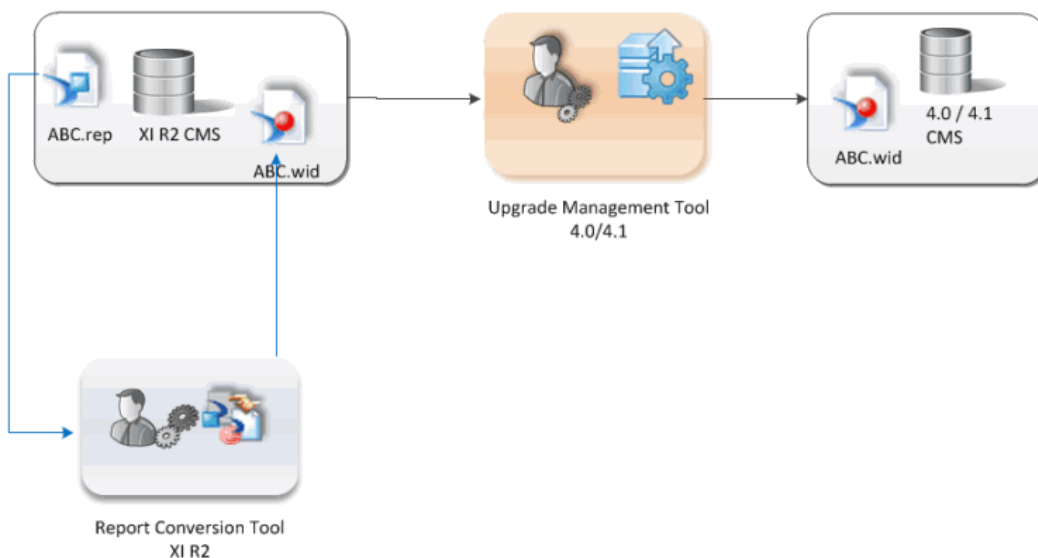 ABC.rep
XI R2 CMS
ABC.wid
Upgrade Management Tool
4.0/4.1
ABC.wid
4.0 / 4.1
CMS
Report Conversion Tool
XI R2